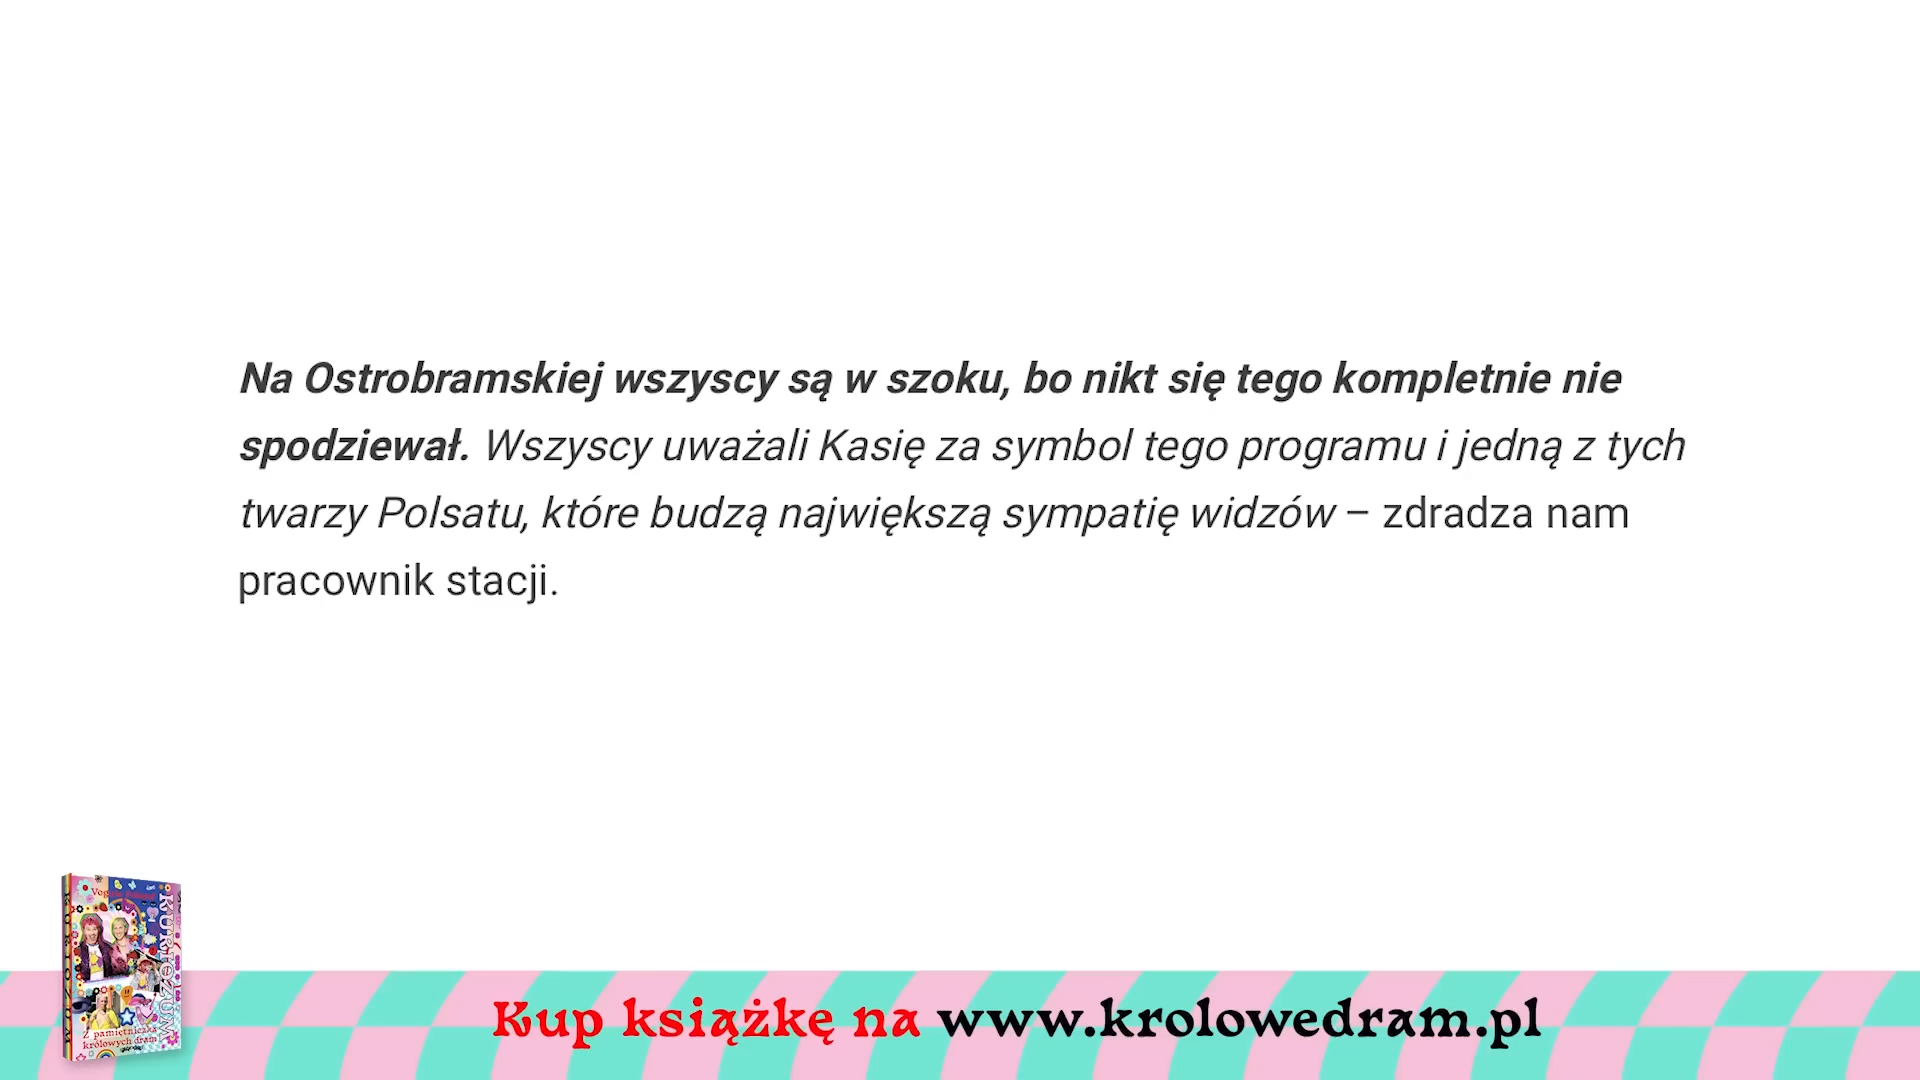 Na Ostrobramskiej wszyscy są w szoku, bo nikt się tego kompletnie nie
spodziewał. Wszyscy uważali Kasię za symbol tego programu i jedną z tych
twarzy Polsatu, które budzą największą sympatię widzów – zdradza nam
pracownik stacji.
Z pamiętniczka
królowych dram
Kup książkę na www.krolowedram.pl